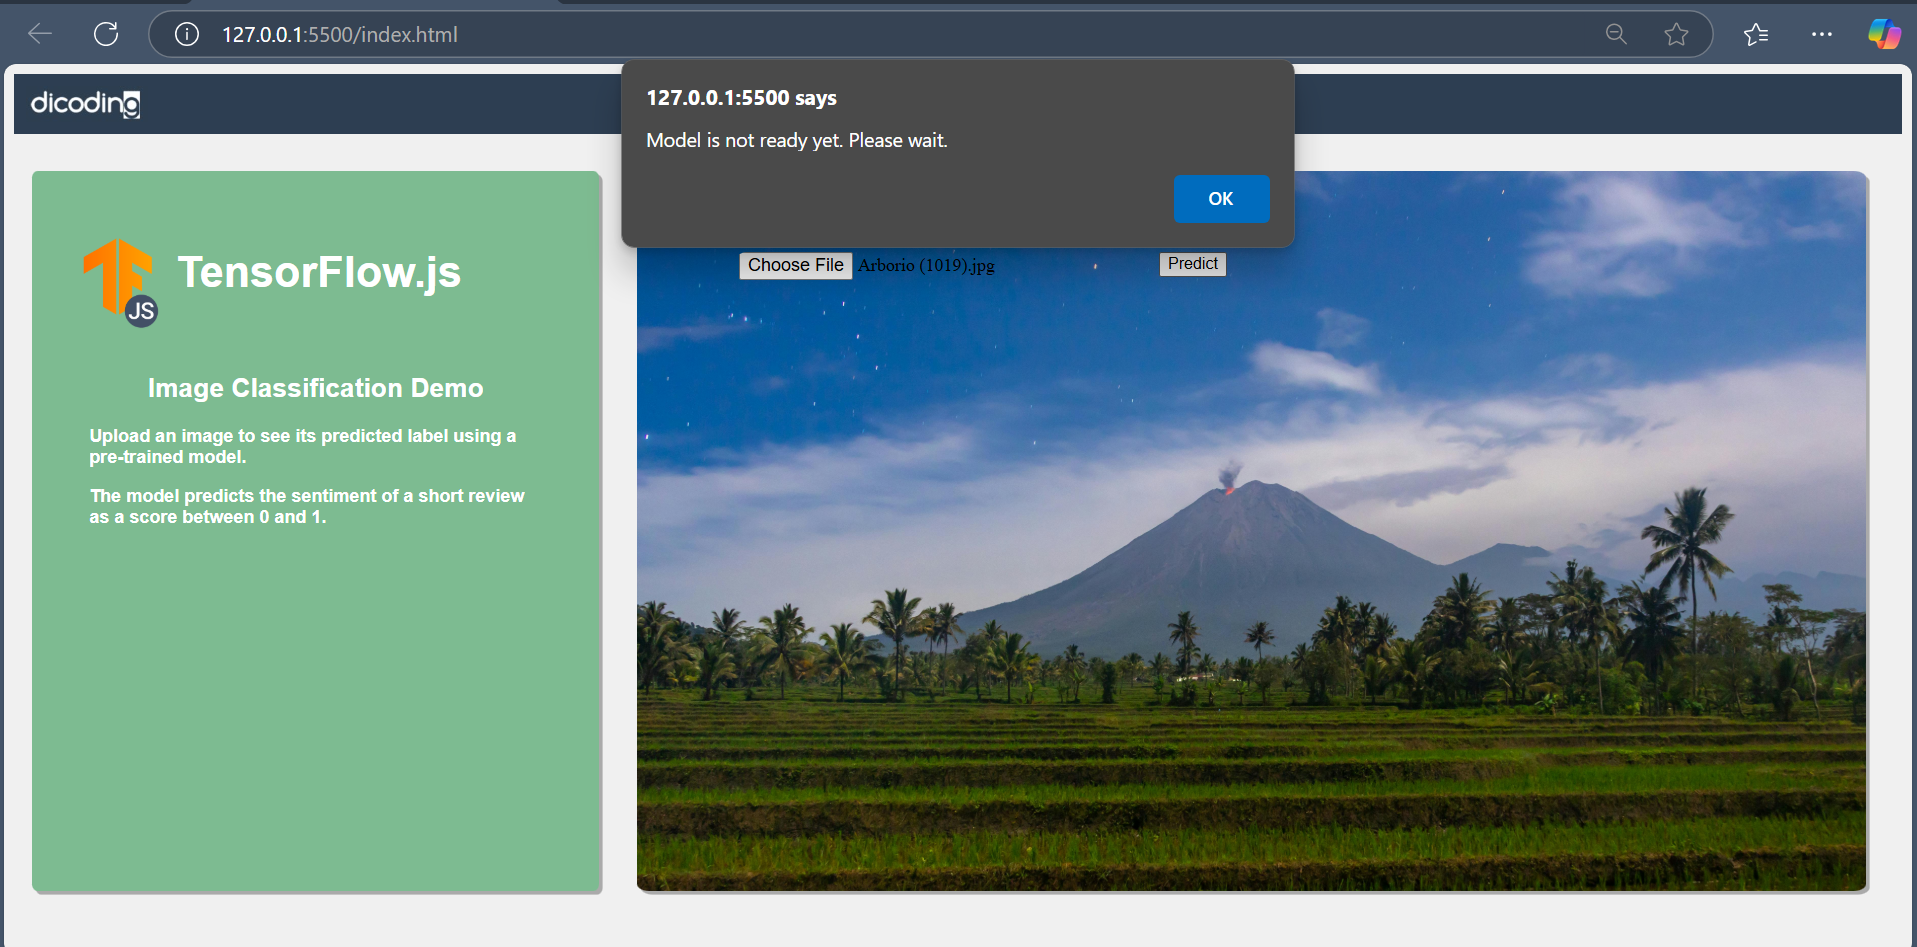 127.0.0.1:5500/index.html
dicoding
127.0.0.1:5500 says
Model is not ready yet. Please wait.
OK
TensorFlow.js
JS
Image Classification Demo
Upload an image to see its predicted label using a
pre-trained model.
The model predicts the sentiment of a short review
as a score between 0 and 1.
Choose File Arborio (1019).jpg
Predict